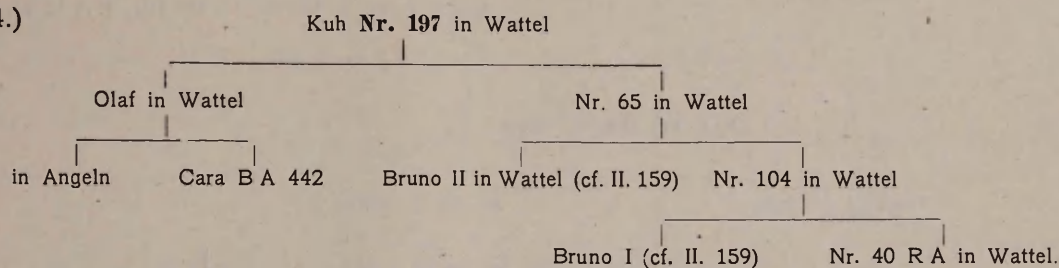 .)
Kuh Nr. 197 in Wattel
Olaf in Wattel Nr. 65 in Wattel
in Angeln Cara B A 442 Bruno II in Wattel (cf. II. 159) Nr. 104 in Wattel
Bruno I (cf. II. 159) Nr. 40 R A in Wattel.